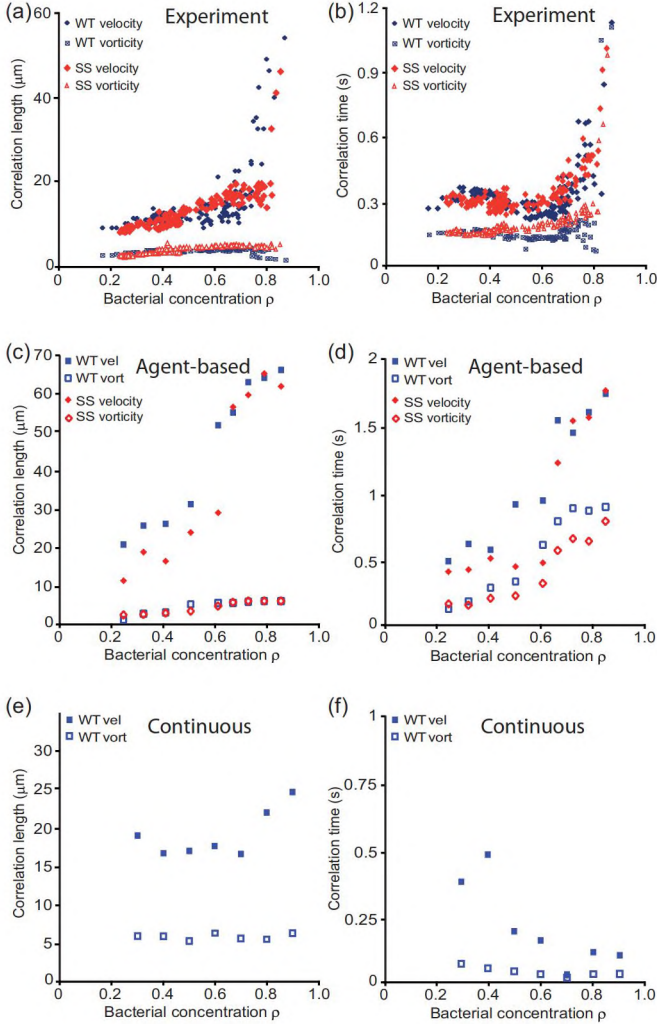 (a)
Experiment
60
40
20
10
0
Correlation length (μm)
WT velocity
WT vorticity
SS velocity
SS vorticity
0 0.2 0.4 0.6 0.8 1.0
Bacterial concentration ρ
(b)
Experiment
1.2
0.9
0.6
0.3
0
Correlation time (s)
WT velocity
WT vorticity
SS velocity
SS vorticity
0 0.2 0.4 0.6 0.8 1.0
Bacterial concentration ρ
(c)
Agent-based
70
60
50
40
30
20
10
0
Correlation length (μm)
WT vel
WT vort
SS velocity
SS vorticity
0 0.2 0.4 0.6 0.8 1.0
Bacterial concentration ρ
(d)
Agent-based
2
1.5
1
0.5
0
Correlation time (s)
WT vel
WT vort
SS velocity
SS vorticity
0 0.2 0.4 0.6 0.8 1.0
Bacterial concentration ρ
(e)
Continuous
30
25
20
15
10
5
0
Correlation length (μm)
WT vel
WT vort
0 0.2 0.4 0.6 0.8 1.0
Bacterial concentration ρ
(f)
Continuous
1
0.75
0.5
0.25
0
Correlation time (s)
WT vel
WT vort
0 0.2 0.4 0.6 0.8 1.0
Bacterial concentration ρ